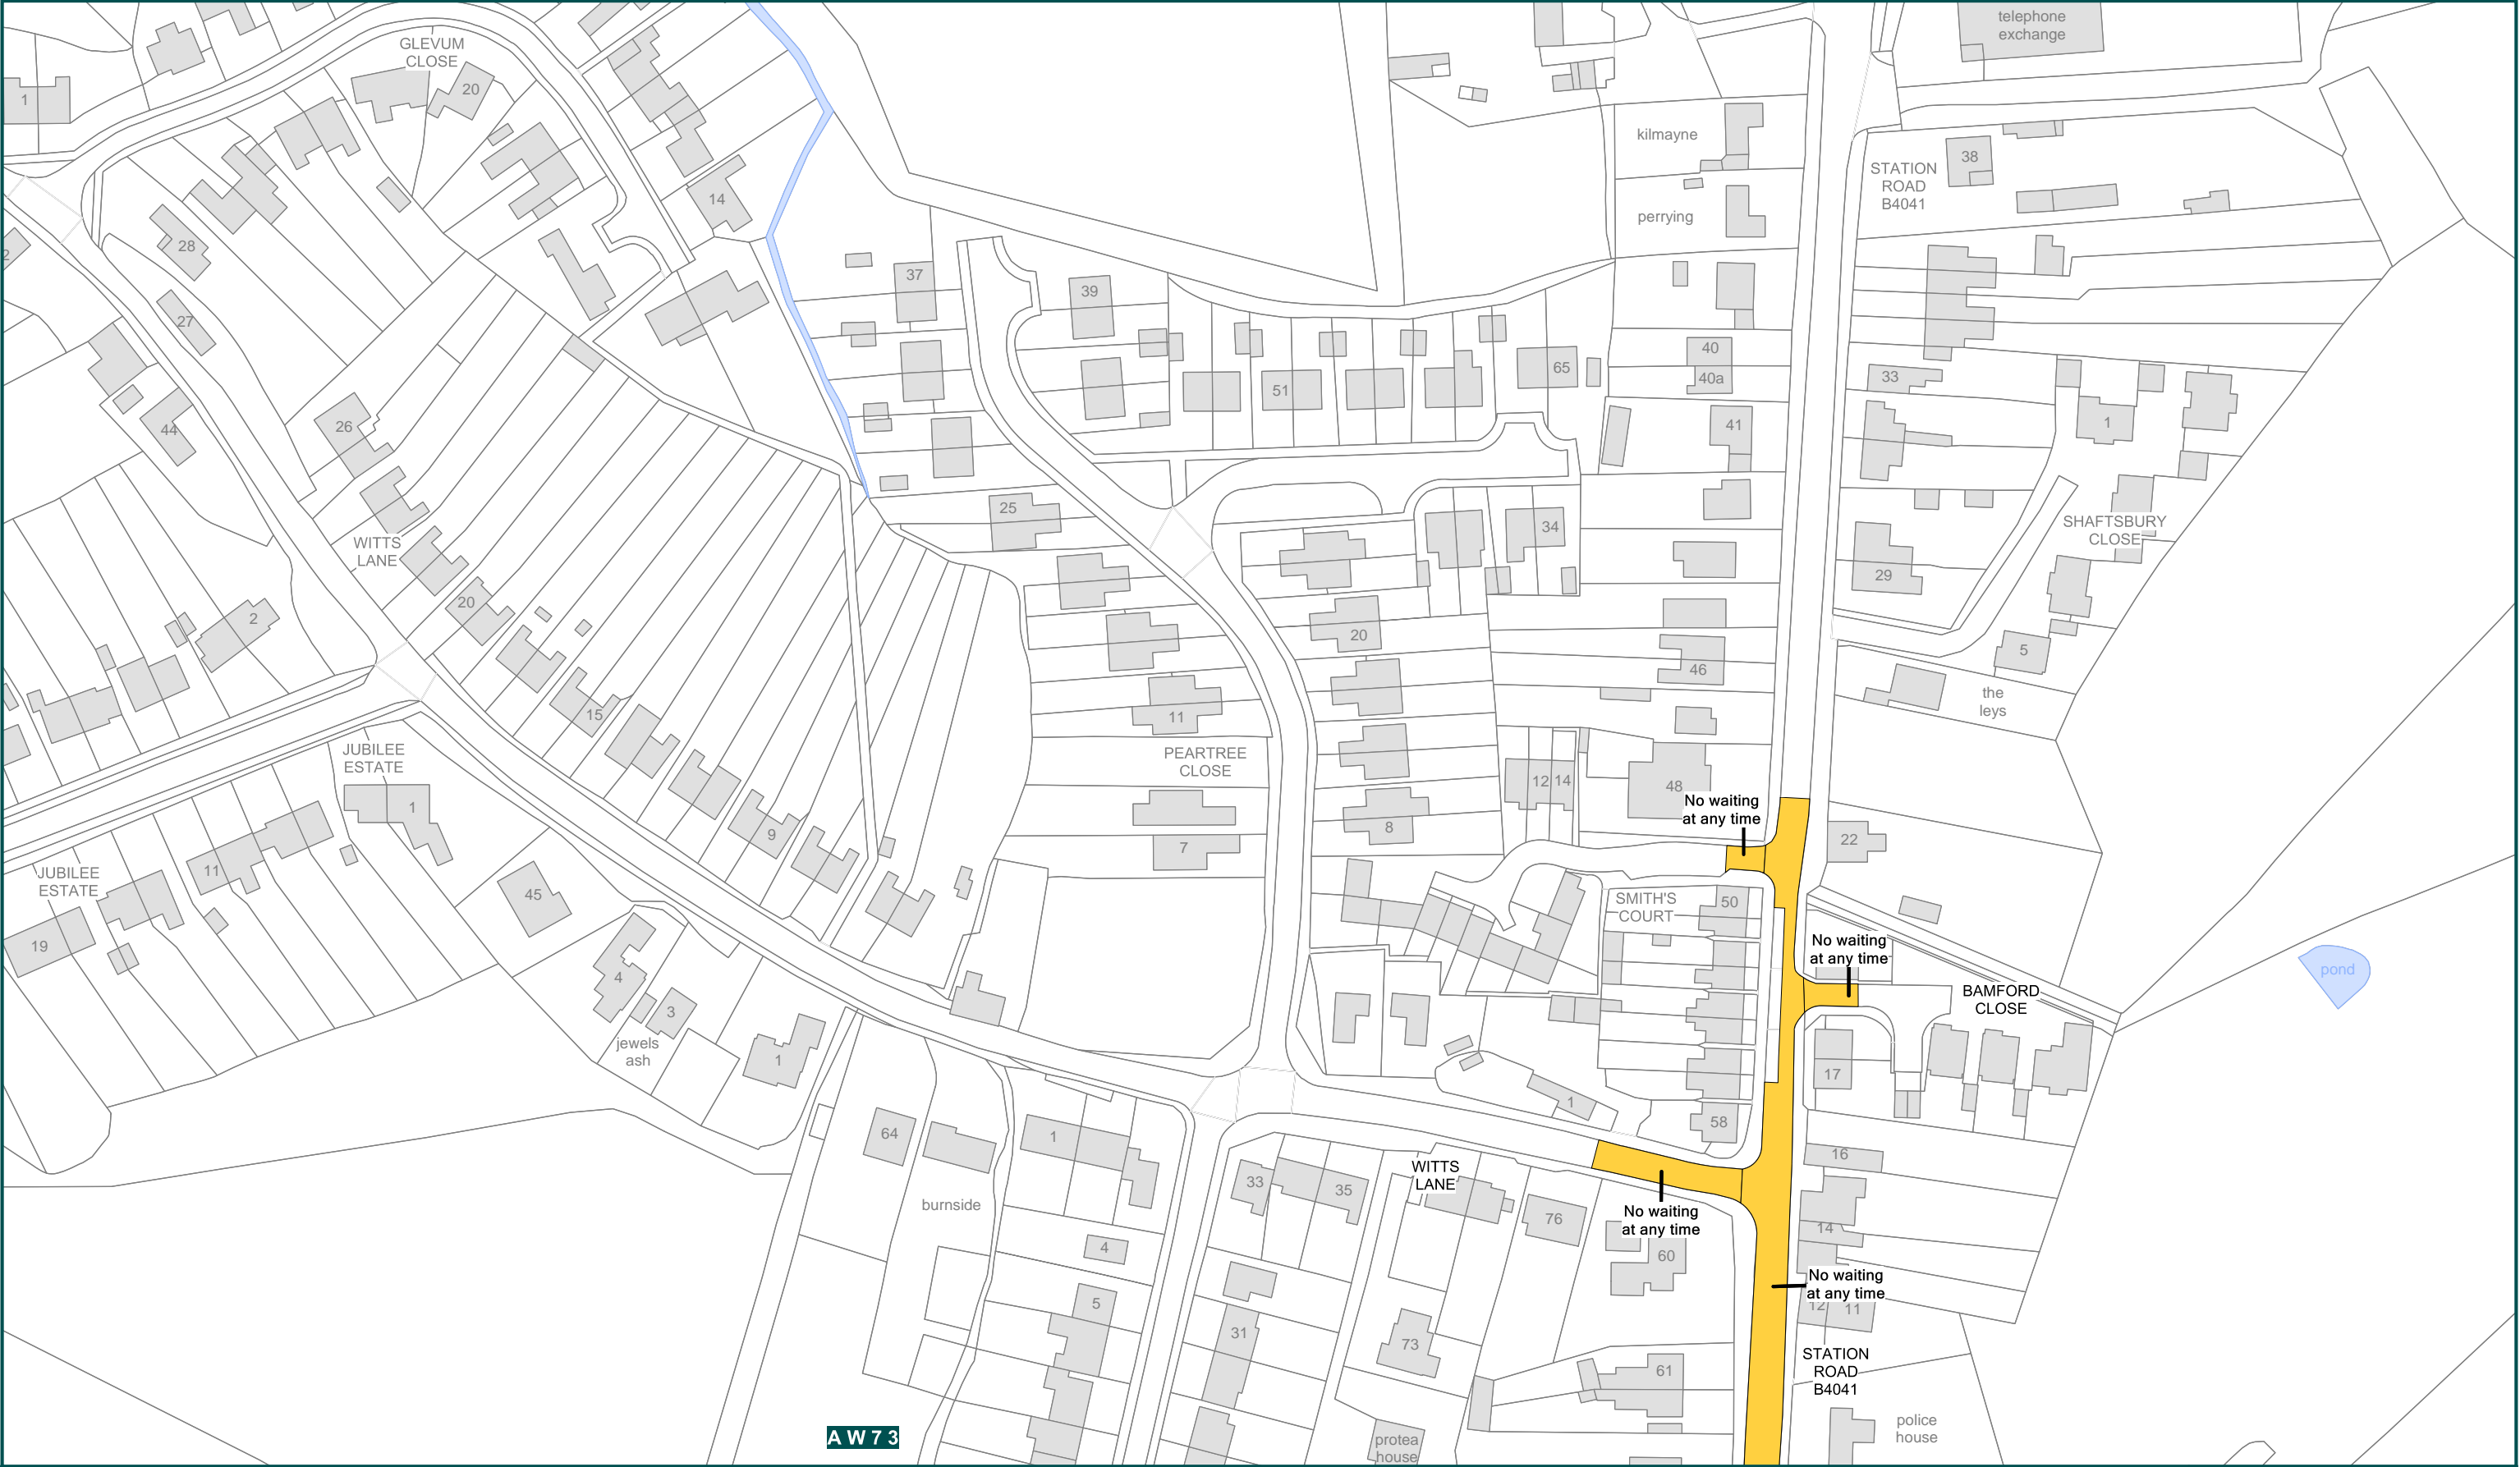 telephone
exchange
GLEVUM
CLOSE
20
1
kilmayne
38
STATION
ROAD
B4041
14
perrying
28
2
37
39
27
40
65
33
40a
51
26
1
41
44
25
34
SHAFTSBURY
CLOSE
WITTS
LANE
29
20
2
20
5
46
the
leys
15
11
JUBILEE
ESTATE
PEARTREE
CLOSE
12
14
48
No waiting
at any time
1
9
8
22
7
11
JUBILEE
ESTATE
45
SMITH'S
COURT
50
19
No waiting
at any time
pond
4
BAMFORD
CLOSE
3
jewels
ash
1
17
1
58
64
1
16
WITTS
LANE
33
35
burnside
76
No waiting
at any time
14
4
60
No waiting
at any time
5
12
11
31
73
STATION
ROAD
B4041
61
police
house
AW73
protea
house